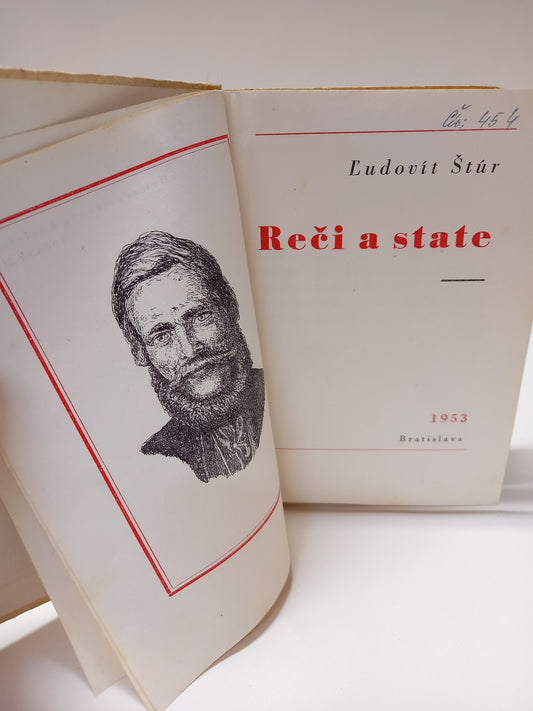 Čís: 454
Ľudovít Štúr
Reči a state
1953
Bratislava